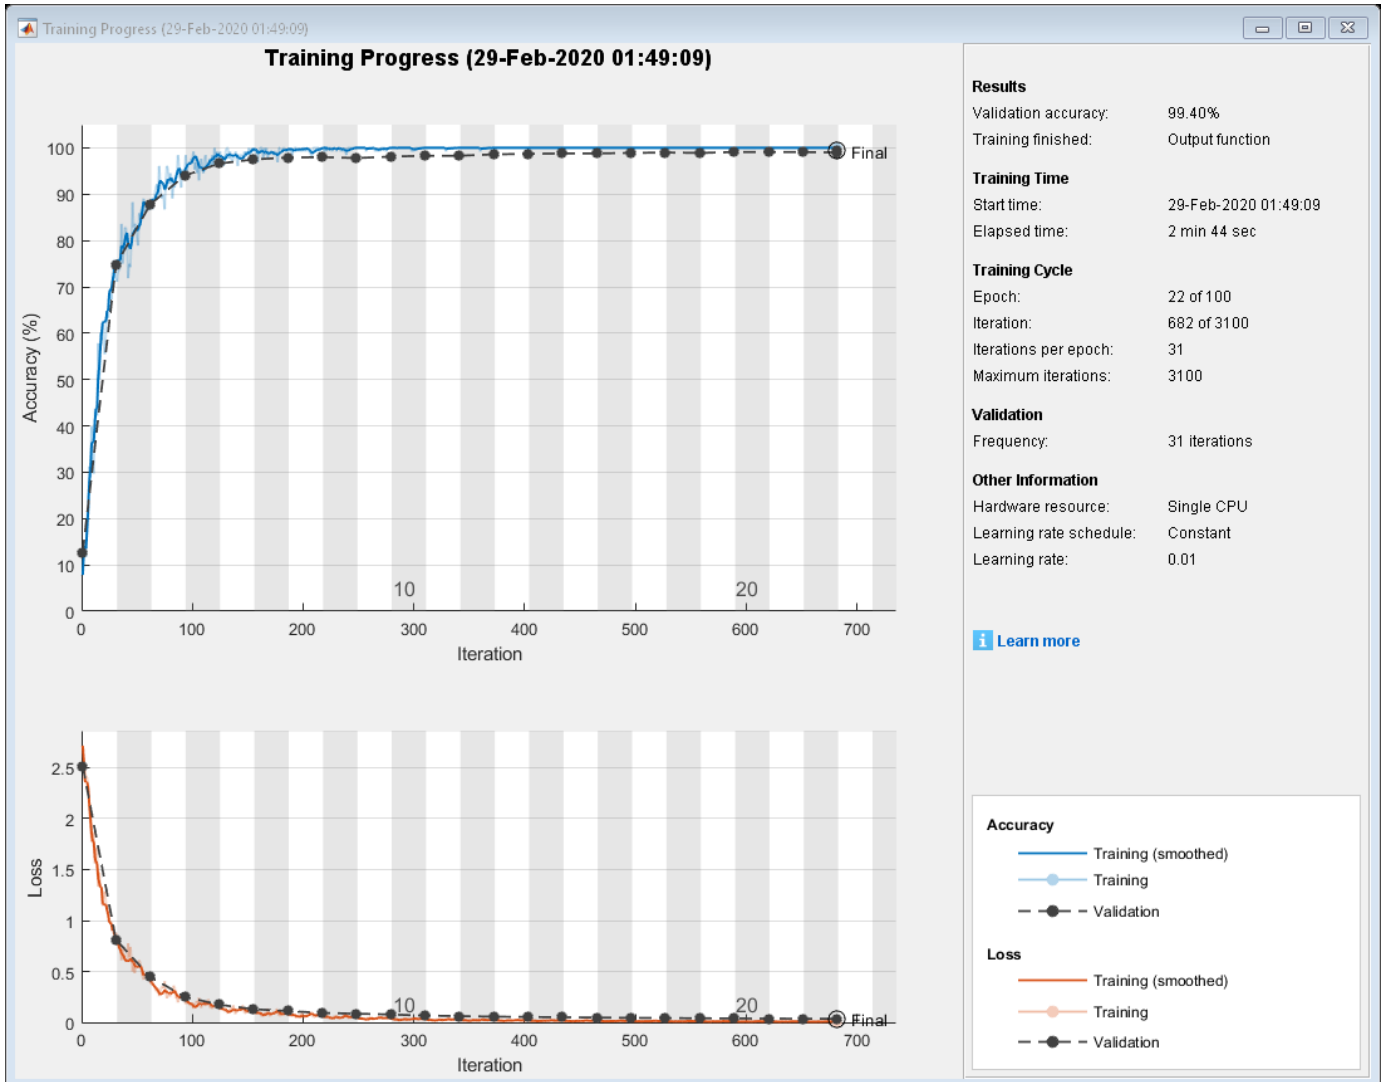 Training Progress (29-Feb-2020 01:49:09)
Training Progress (29-Feb-2020 01:49:09)
Accuracy (%)
100
90
80
70
60
50
40
30
20
10
0
Final
10 20
0 100 200 300 400 500 600 700
Iteration
Loss
2.5
2
1.5
1
0.5
0
10 20
Final
0 100 200 300 400 500 600 700
Iteration
Results
Validation accuracy: 99.40%
Training finished: Output function
Training Time
Start time: 29-Feb-2020 01:49:09
Elapsed time: 2 min 44 sec
Training Cycle
Epoch: 22 of 100
Iteration: 682 of 3100
Iterations per epoch: 31
Maximum iterations: 3100
Validation
Frequency: 31 iterations
Other Information
Hardware resource: Single CPU
Learning rate schedule: Constant
Learning rate: 0.01
i Learn more
Accuracy
Training (smoothed)
Training
Validation
Loss
Training (smoothed)
Training
Validation